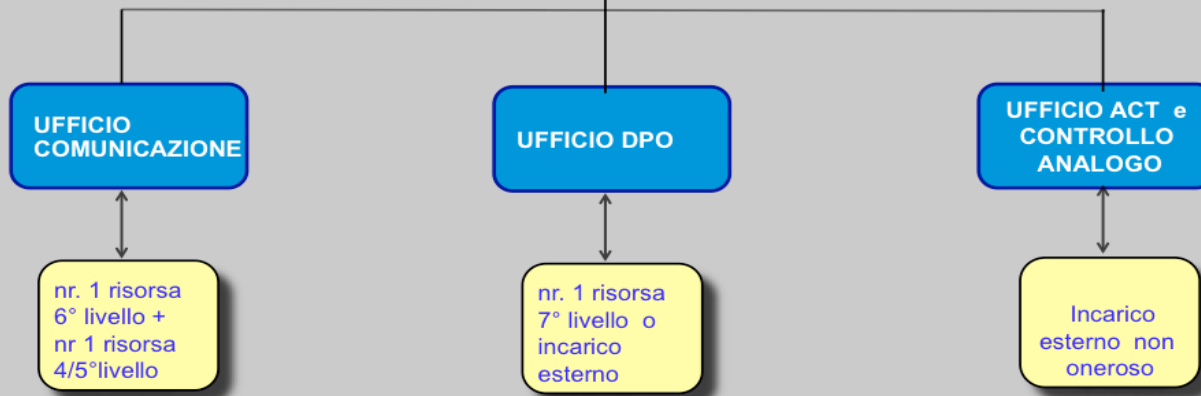 UFFICIO
COMUNICAZIONE
UFFICIO DPO
UFFICIO ACT e
CONTROLLO
ANALOGO
nr. 1 risorsa
6° livello +
nr 1 risorsa
4/5°livello
nr. 1 risorsa
7° livello o
incarico
esterno
Incarico
esterno non
oneroso